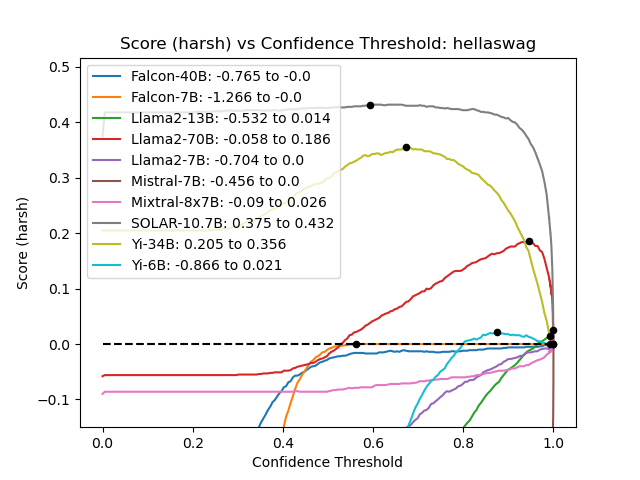 Score (harsh) vs Confidence Threshold: hellaswag
Falcon-40B: -0.765 to -0.0
Falcon-7B: -1.266 to -0.0
Llama2-13B: -0.532 to 0.014
Llama2-70B: -0.058 to 0.186
Llama2-7B: -0.704 to 0.0
Mistral-7B: -0.456 to 0.0
Mixtral-8x7B: -0.09 to 0.026
SOLAR-10.7B: 0.375 to 0.432
Yi-34B: 0.205 to 0.356
Yi-6B: -0.866 to 0.021
Score (harsh)
0.5
0.4
0.3
0.2
0.1
0.0
−0.1
0.0 0.2 0.4 0.6 0.8 1.0
Confidence Threshold